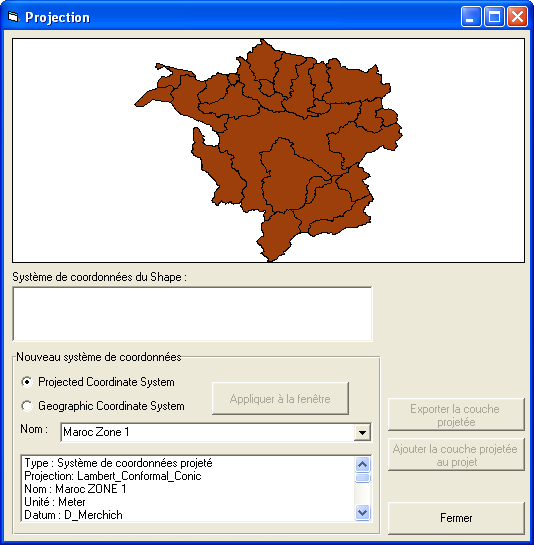 Projection
Système de coordonnées du Shape :
Nouveau système de coordonnées
Projected Coordinate System
Geographic Coordinate System
Appliquer à la fenêtre
Nom :
Maroc Zone 1
Type : Système de coordonnées projeté
Projection: Lambert_Conformal_Conic
Nom : Maroc ZONE 1
Unité : Meter
Datum : D_Merchich
Exporter la couche
projetée
Ajouter la couche projetée
au projet
Fermer